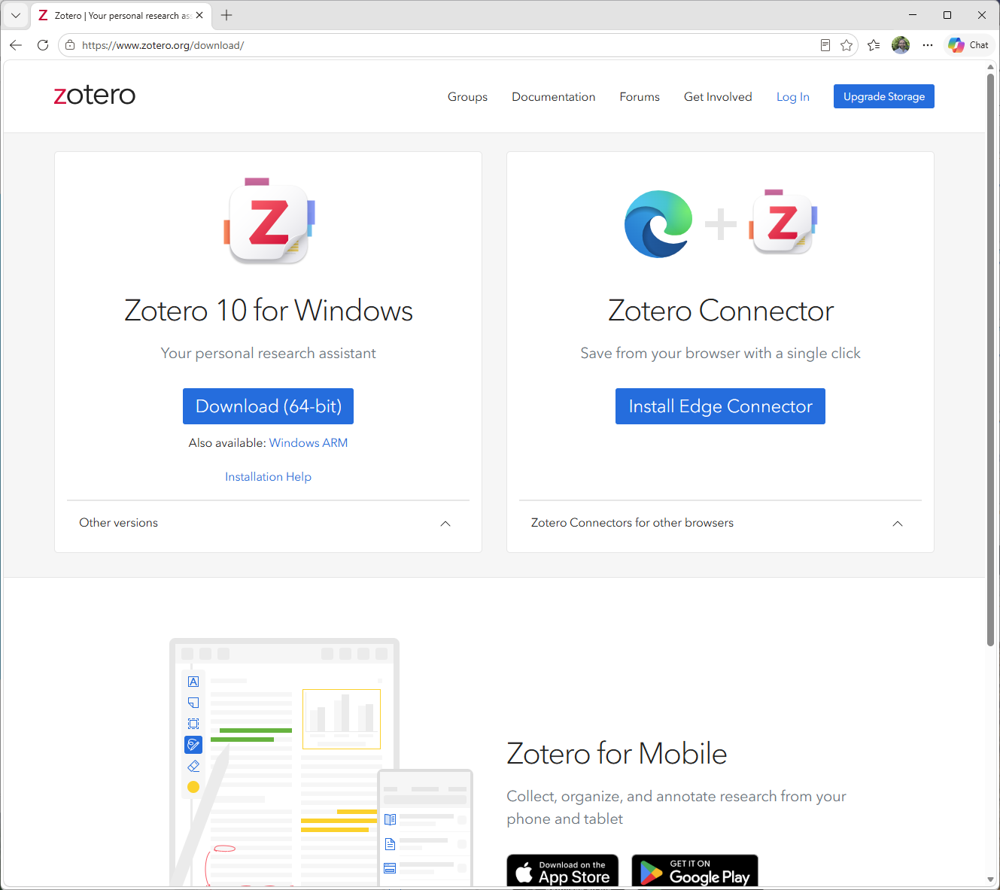 Zotero | Your personal research as
https://www.zotero.org/download/
Chat
zotero
Groups
Documentation
Forums
Get Involved
Log In
Upgrade Storage
Zotero 10 for Windows
Your personal research assistant
Download (64-bit)
Also available: Windows ARM
Installation Help
Other versions
Zotero Connector
Save from your browser with a single click
Install Edge Connector
Zotero Connectors for other browsers
Zotero for Mobile
Collect, organize, and annotate research from your
phone and tablet
Download on the
App Store
GET IT ON
Google Play